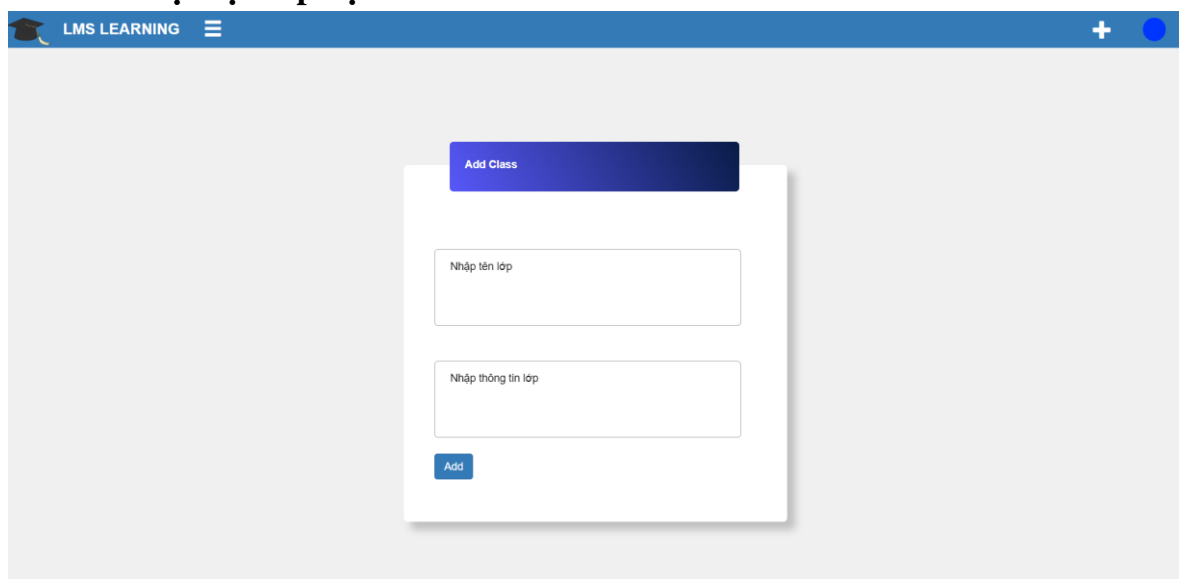 LMS LEARNING
Add Class
Nhập tên lớp
Nhập thông tin lớp
Add